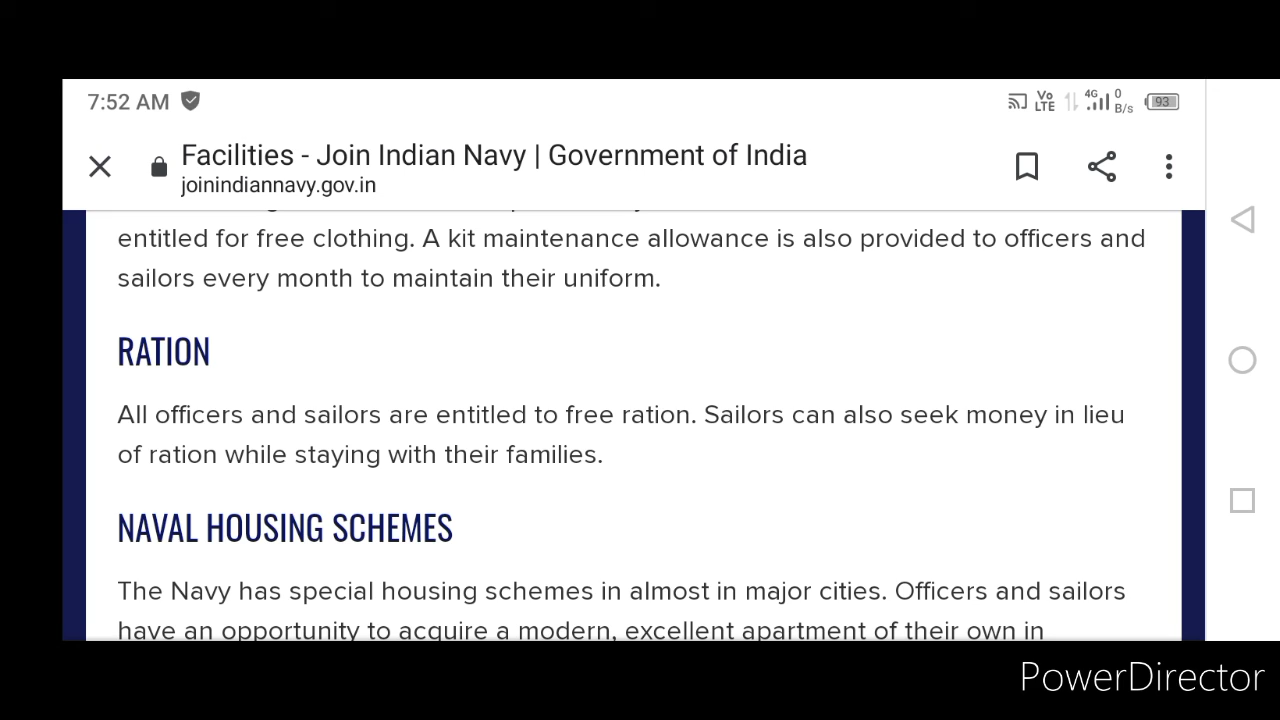 7:52 AM Vo LTE 4G 0 B/s 93
Facilities - Join Indian Navy | Government of India
joinindiannavy.gov.in
entitled for free clothing. A kit maintenance allowance is also provided to officers and
sailors every month to maintain their uniform.
RATION
All officers and sailors are entitled to free ration. Sailors can also seek money in lieu
of ration while staying with their families.
NAVAL HOUSING SCHEMES
The Navy has special housing schemes in almost in major cities. Officers and sailors
have an opportunity to acquire a modern, excellent apartment of their own in
PowerDirector